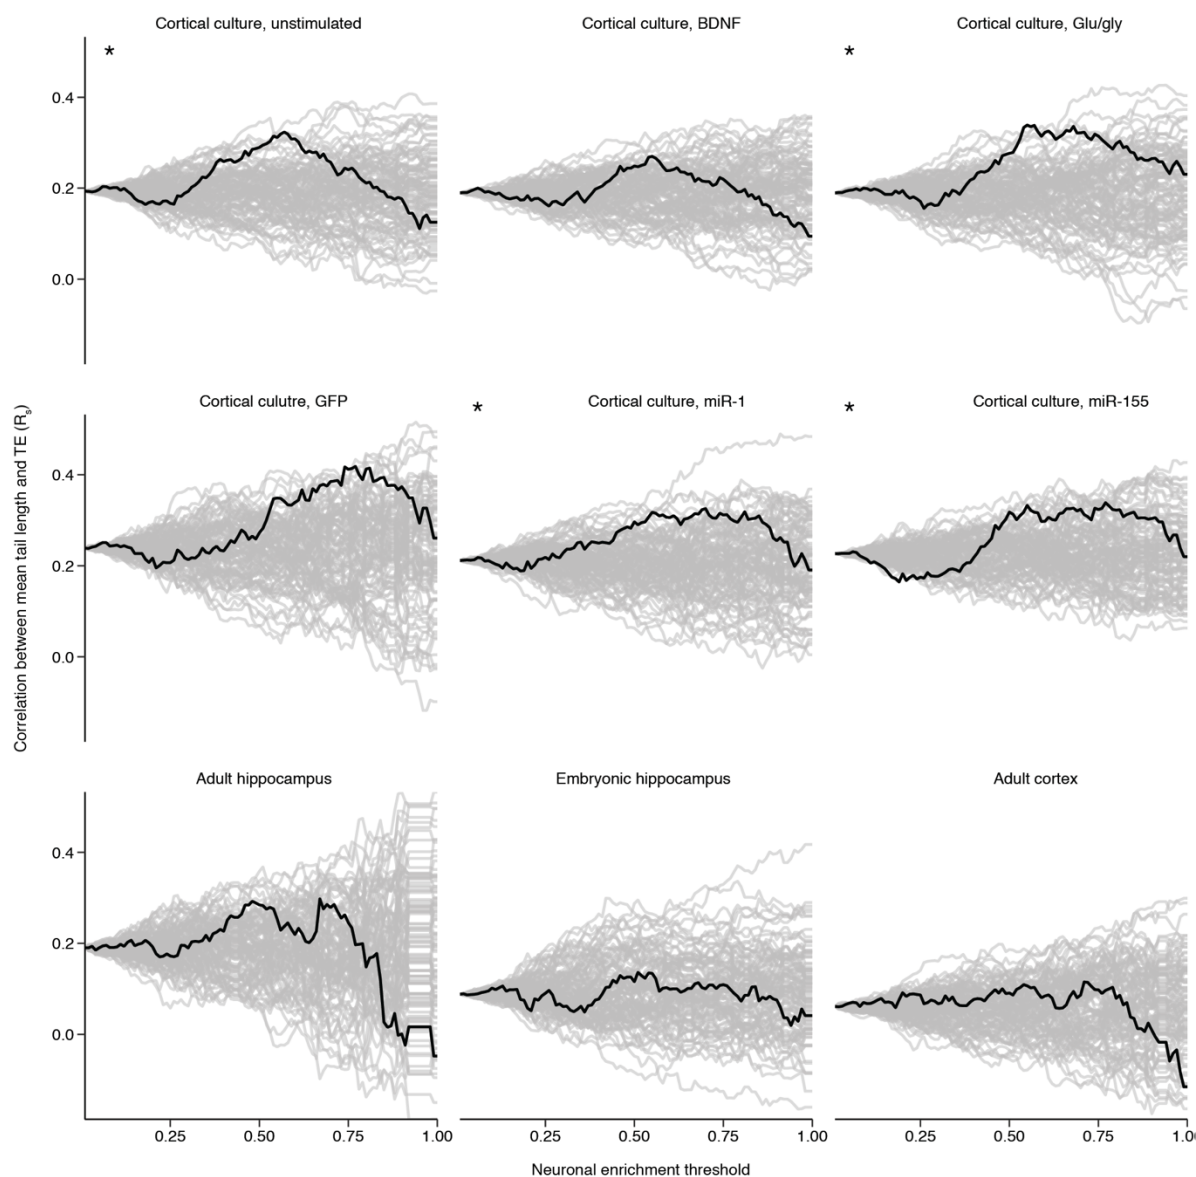 Cortical culture, unstimulated
Cortical culture, BDNF
Cortical culture, Glu/gly
*
*
0.4
0.2
0.0
Cortical culutre, GFP
Cortical culture, miR-1
Cortical culture, miR-155
*
*
0.4
0.2
0.0
Correlation between mean tail length and TE (Rs)
Adult hippocampus
Embryonic hippocampus
Adult cortex
0.4
0.2
0.0
0.25 0.50 0.75 1.00
0.25 0.50 0.75 1.00
0.25 0.50 0.75 1.0
Neuronal enrichment threshold